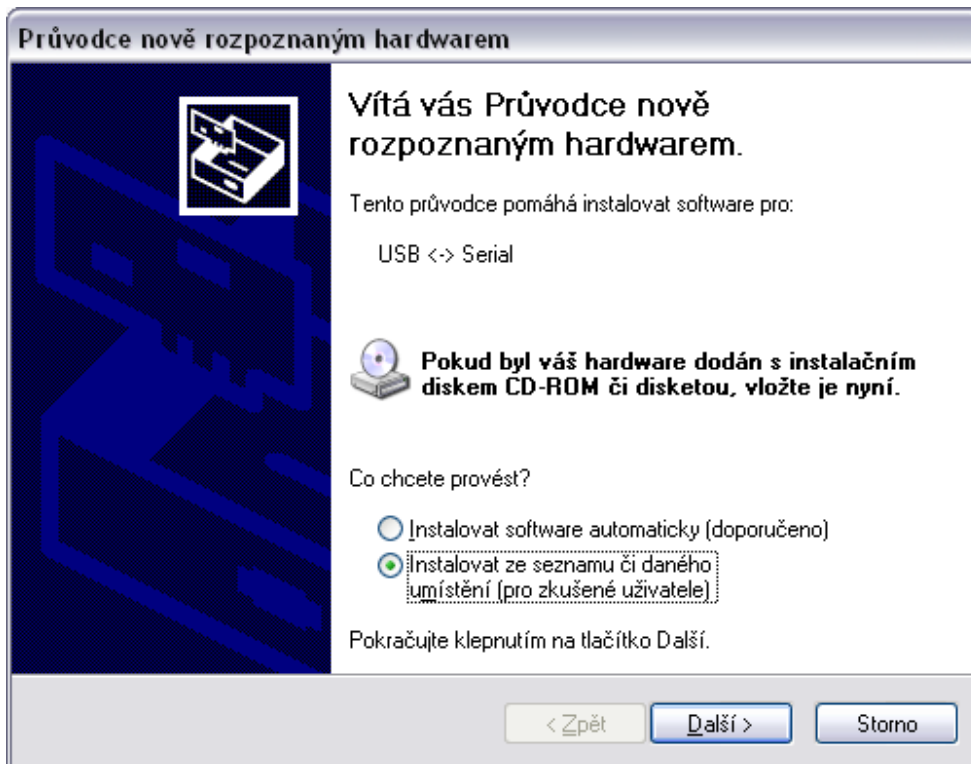 Průvodce nově rozpoznaným hardwarem
Vítá vás Průvodce nově
rozpoznaným hardwarem.
Tento průvodce pomáhá instalovat software pro:
USB <-> Serial
Pokud byl váš hardware dodán s instalačním
diskem CD-ROM či disketou, vložte je nyní.
Co chcete provést?
Instalovat software automaticky (doporučeno)
Instalovat ze seznamu či daného
umístění (pro zkušené uživatele)
Pokračujte klepnutím na tlačítko Další.
< Zpět
Další >
Storno